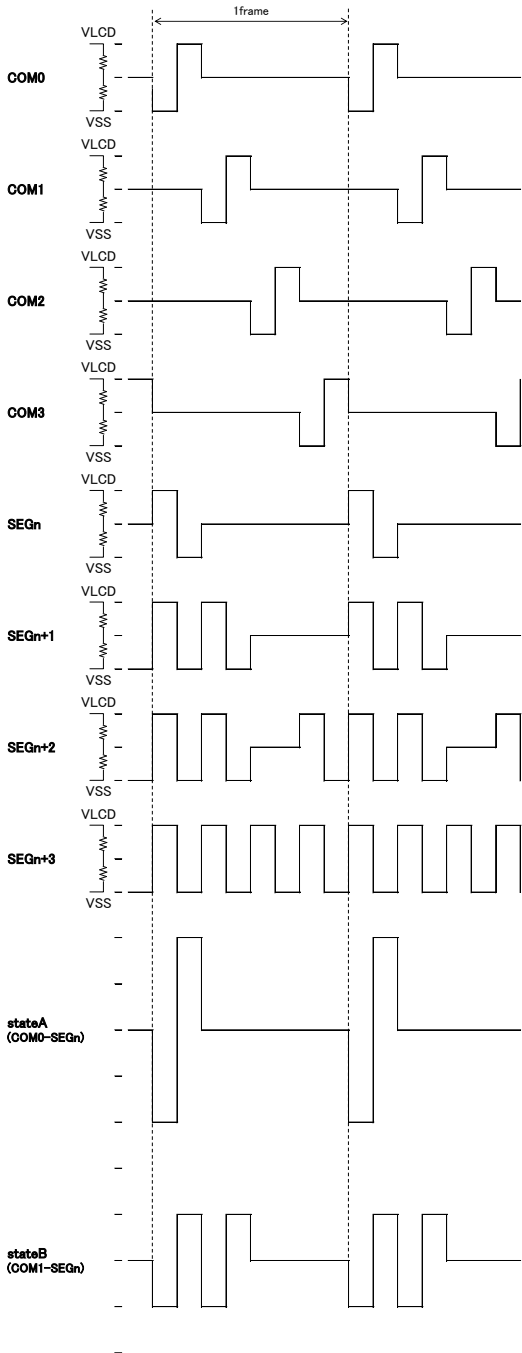 1frame
VLCD
COM0
VSS
VLCD
COM1
VSS
VLCD
COM2
VSS
VLCD
COM3
VSS
VLCD
SEGn
VSS
VLCD
SEGn+1
VSS
VLCD
SEGn+2
VSS
VLCD
SEGn+3
VSS
stateA
(COM0-SEGn)
stateB
(COM1-SEGn)